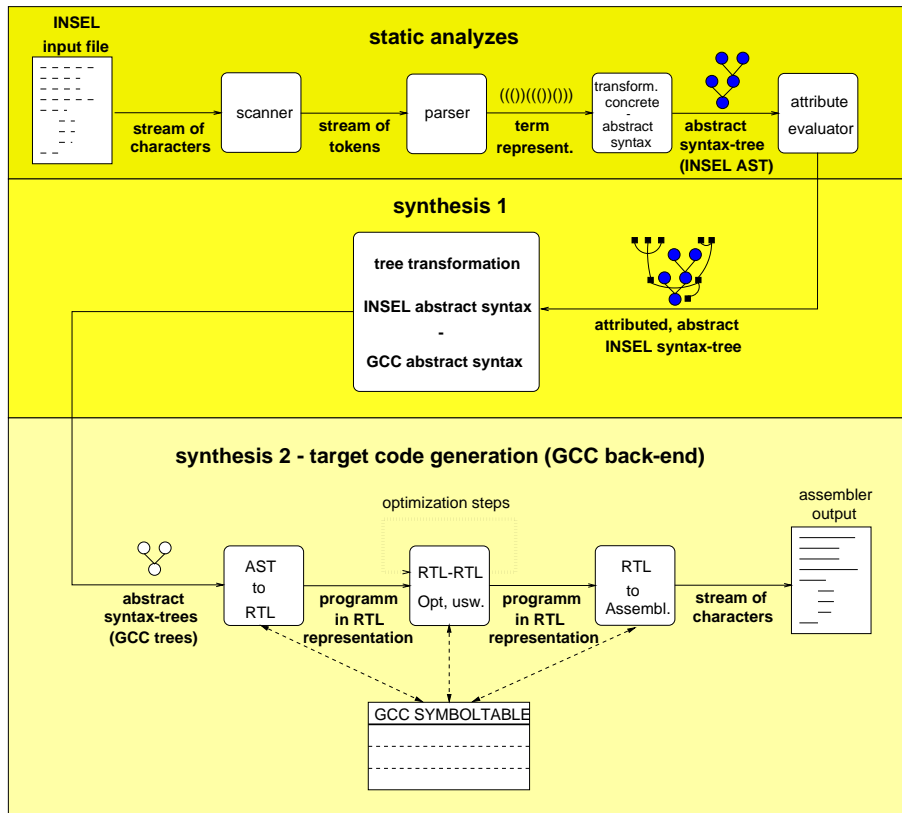 INSEL
input file
static analyzes
stream of
characters
scanner
stream of
tokens
parser
((())((())()))
term
represent.
transform.
concrete
-
abstract
syntax
abstract
syntax-tree
(INSEL AST)
attribute
evaluator
synthesis 1
tree transformation
INSEL abstract syntax
-
GCC abstract syntax
attributed, abstract
INSEL syntax-tree
synthesis 2 - target code generation (GCC back-end)
optimization steps
assembler
output
abstract
syntax-trees
(GCC trees)
AST
to
RTL
programm
in RTL
representation
RTL-RTL
Opt, usw.
programm
in RTL
representation
RTL
to
Assembl.
stream of
characters
GCC SYMBOLTABLE